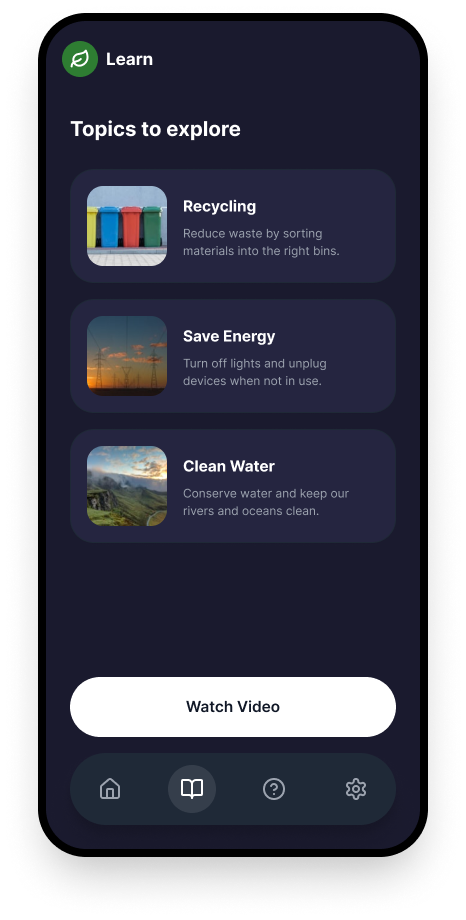 Learn
Topics to explore
Recycling
Reduce waste by sorting
materials into the right bins.
Save Energy
Turn off lights and unplug
devices when not in use.
Clean Water
Conserve water and keep our
rivers and oceans clean.
Watch Video